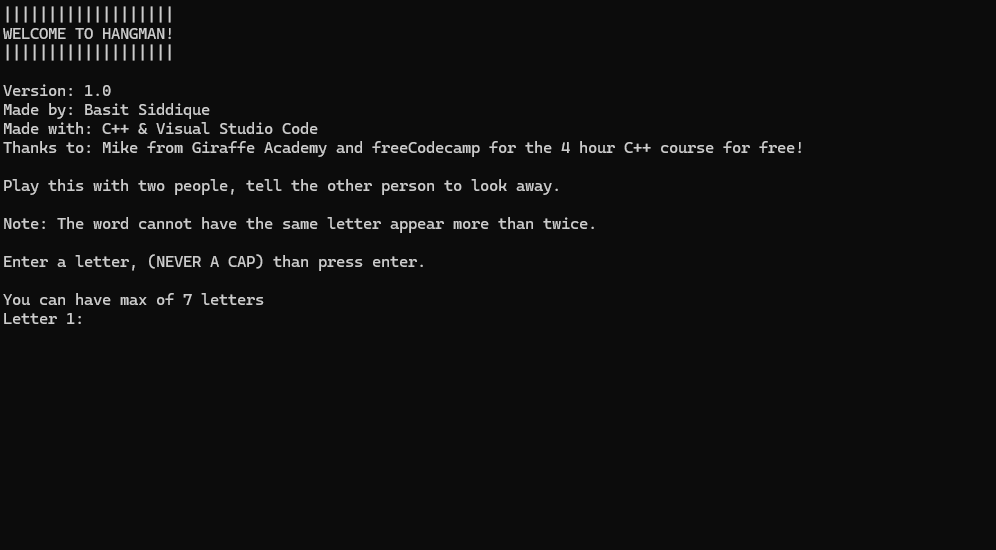 |||||||||||||||||||
WELCOME TO HANGMAN!
|||||||||||||||||||
Version: 1.0
Made by: Basit Siddique
Made with: C++ & Visual Studio Code
Thanks to: Mike from Giraffe Academy and freeCodecamp for the 4 hour C++ course for free!
Play this with two people, tell the other person to look away.
Note: The word cannot have the same letter appear more than twice.
Enter a letter, (NEVER A CAP) than press enter.
You can have max of 7 letters
Letter 1: